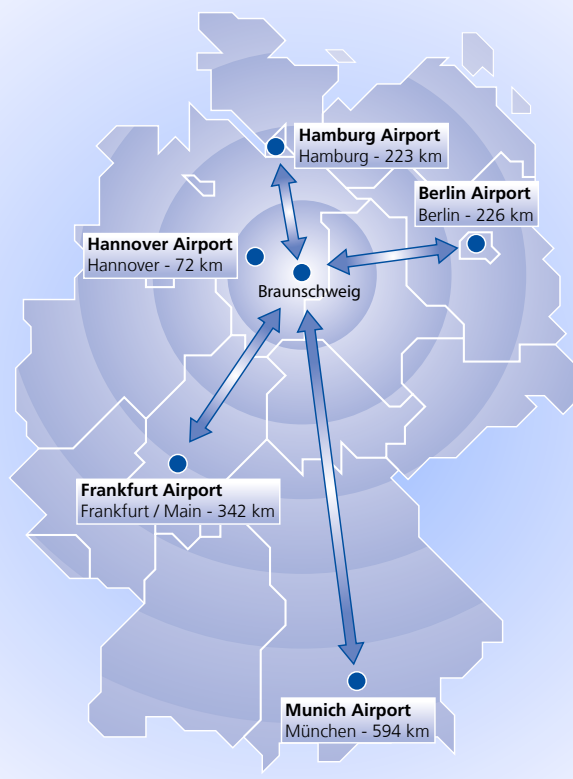 Hamburg Airport
Hamburg - 223 km
Berlin Airport
Berlin - 226 km
Hannover Airport
Hannover - 72 km
Braunschweig
Frankfurt Airport
Frankfurt / Main - 342 km
Munich Airport
München - 594 km